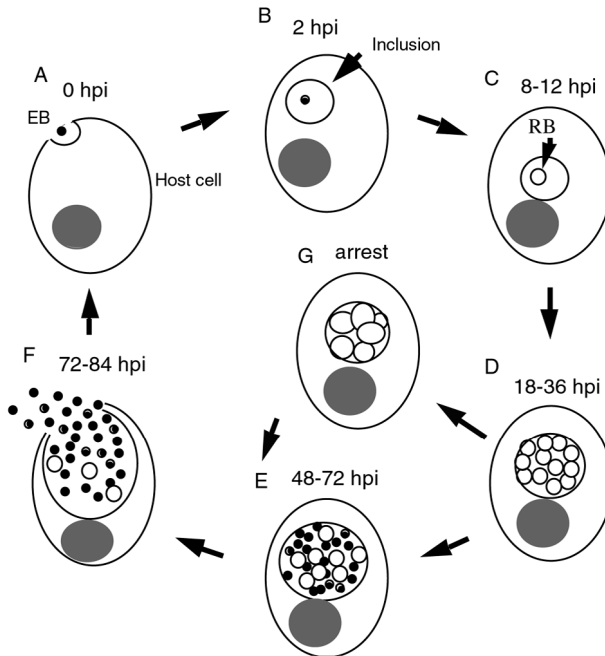 A
0 hpi
EB
Host cell
B
2 hpi
Inclusion
C
8-12 hpi
RB
D
18-36 hpi
G
arrest
E
48-72 hpi
F
72-84 hpi